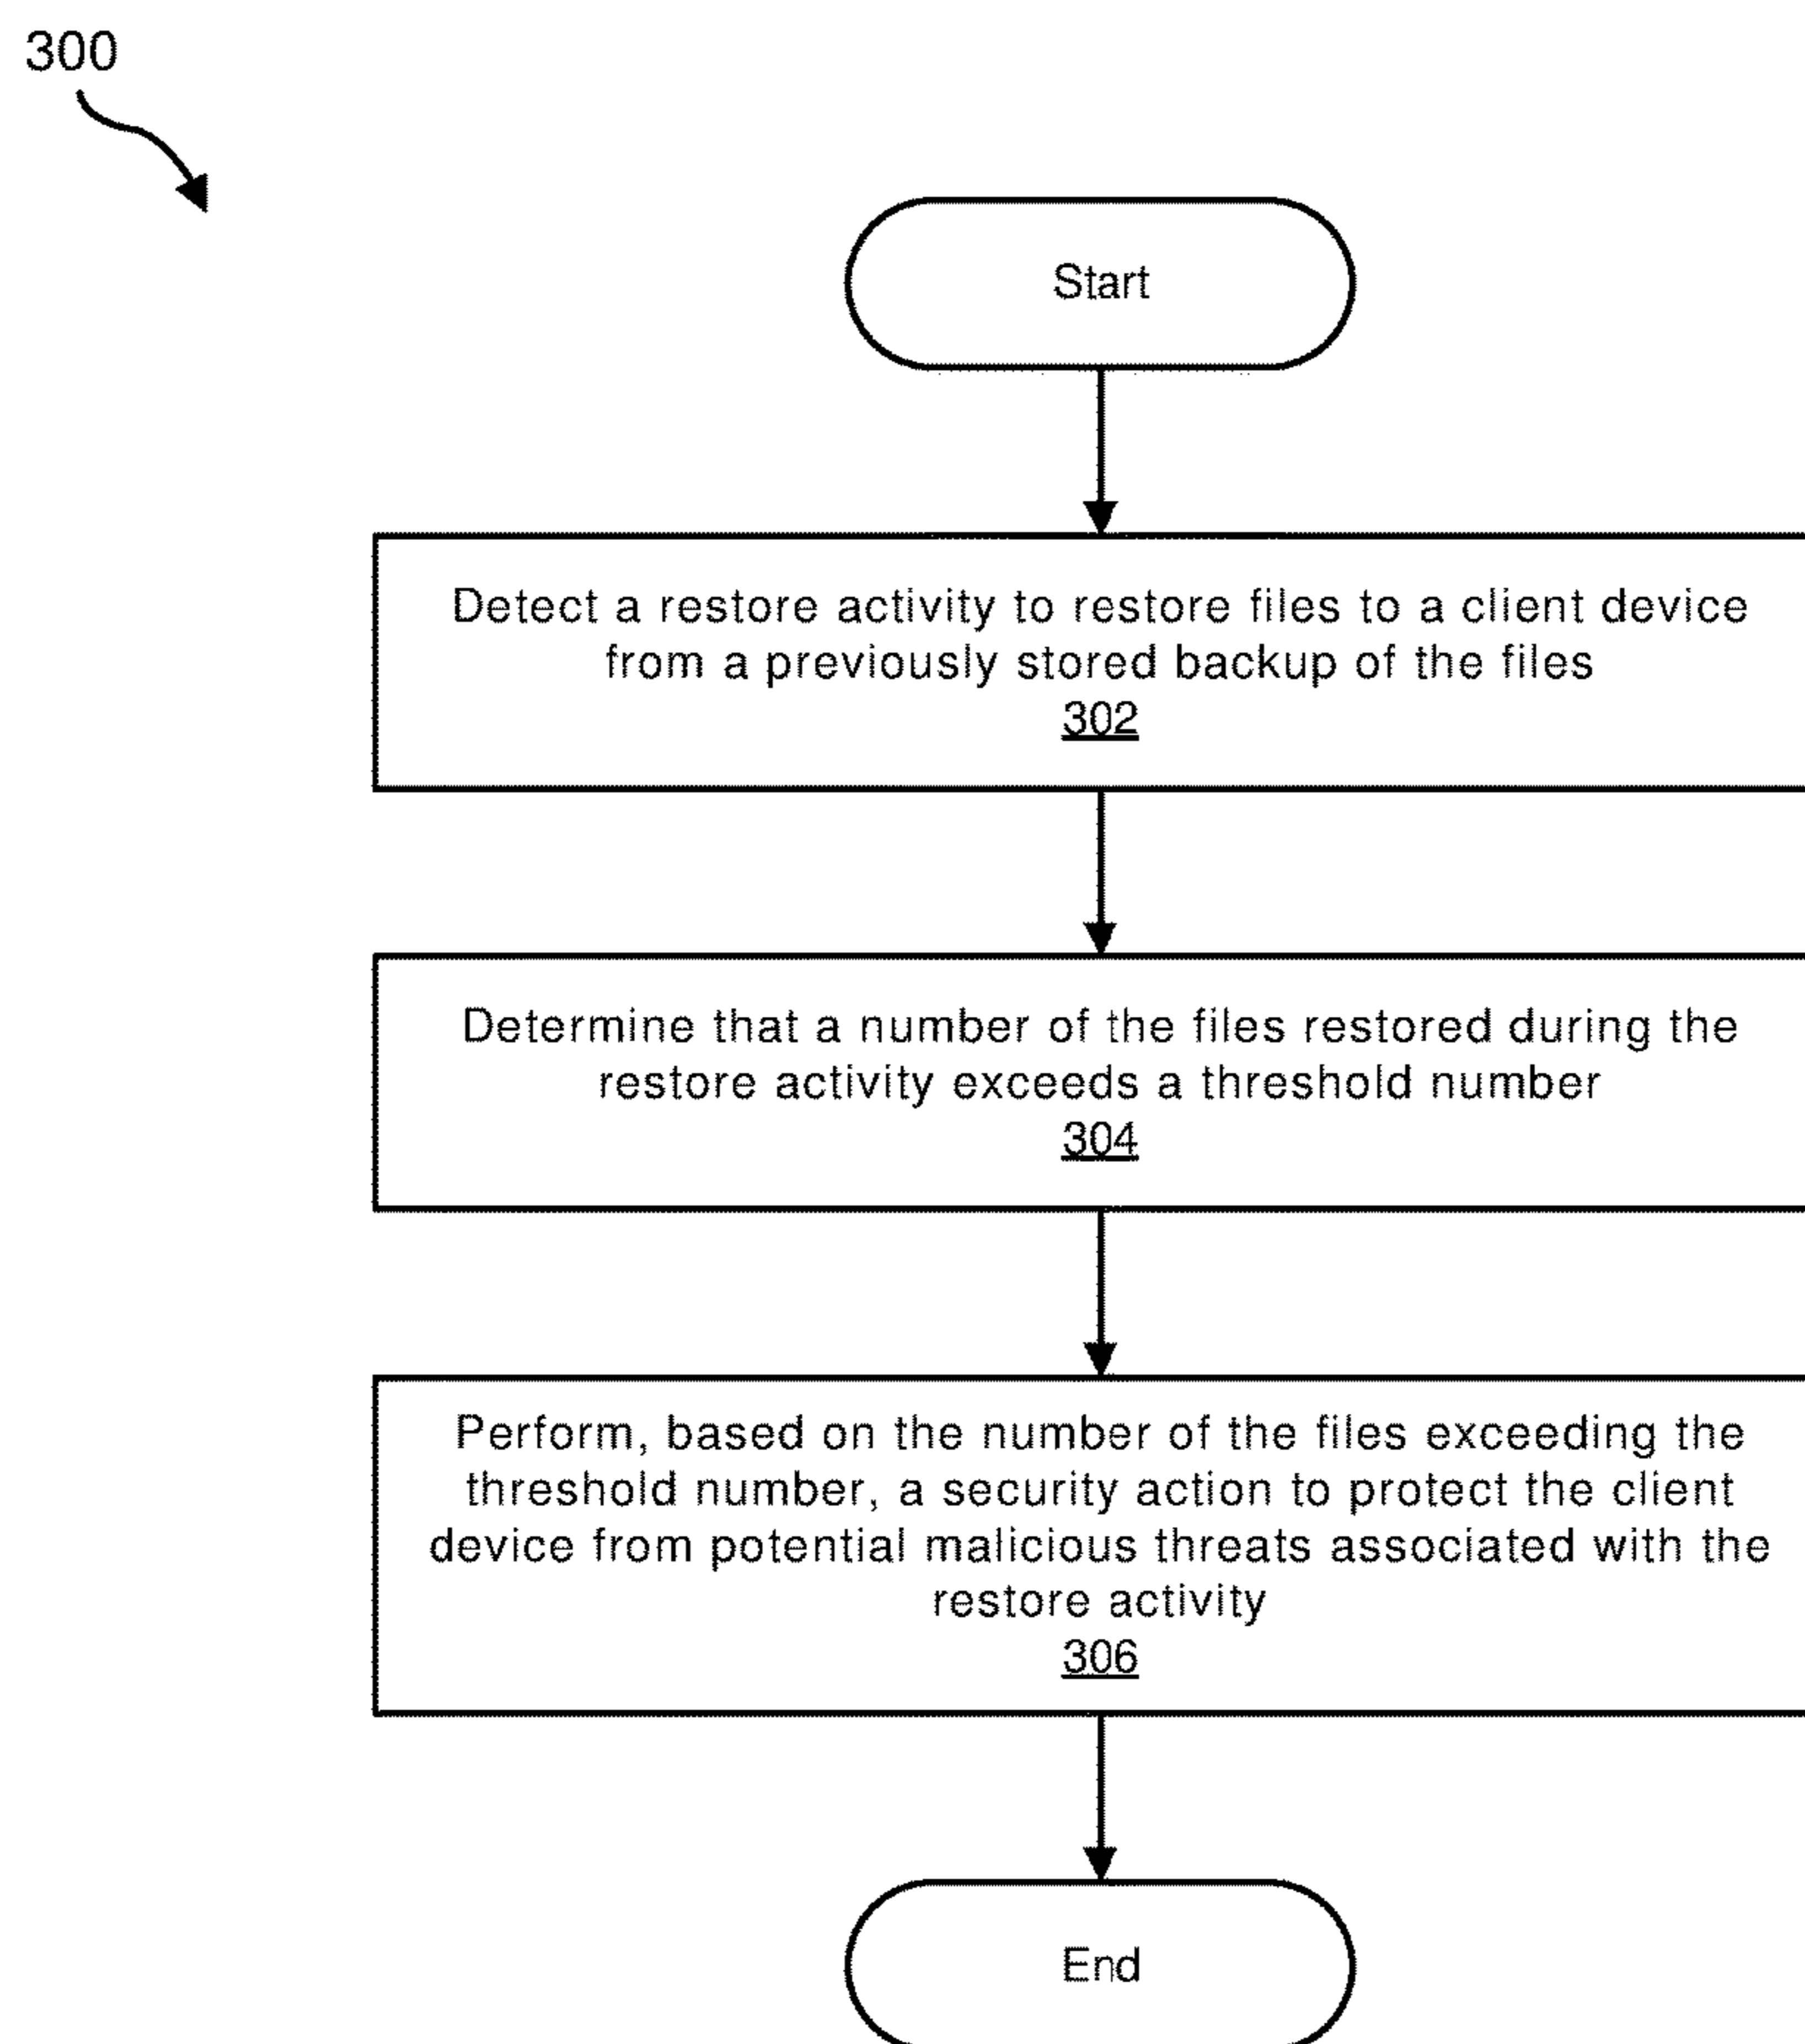 300
Start
Detect a restore activity to restore files to a client device
from a previously stored backup of the files
302
Determine that a number of the files restored during the
restore activity exceeds a threshold number
304
Perform, based on the number of the files exceeding the
threshold number, a security action to protect the client
device from potential malicious threats associated with the
restore activity
306
End